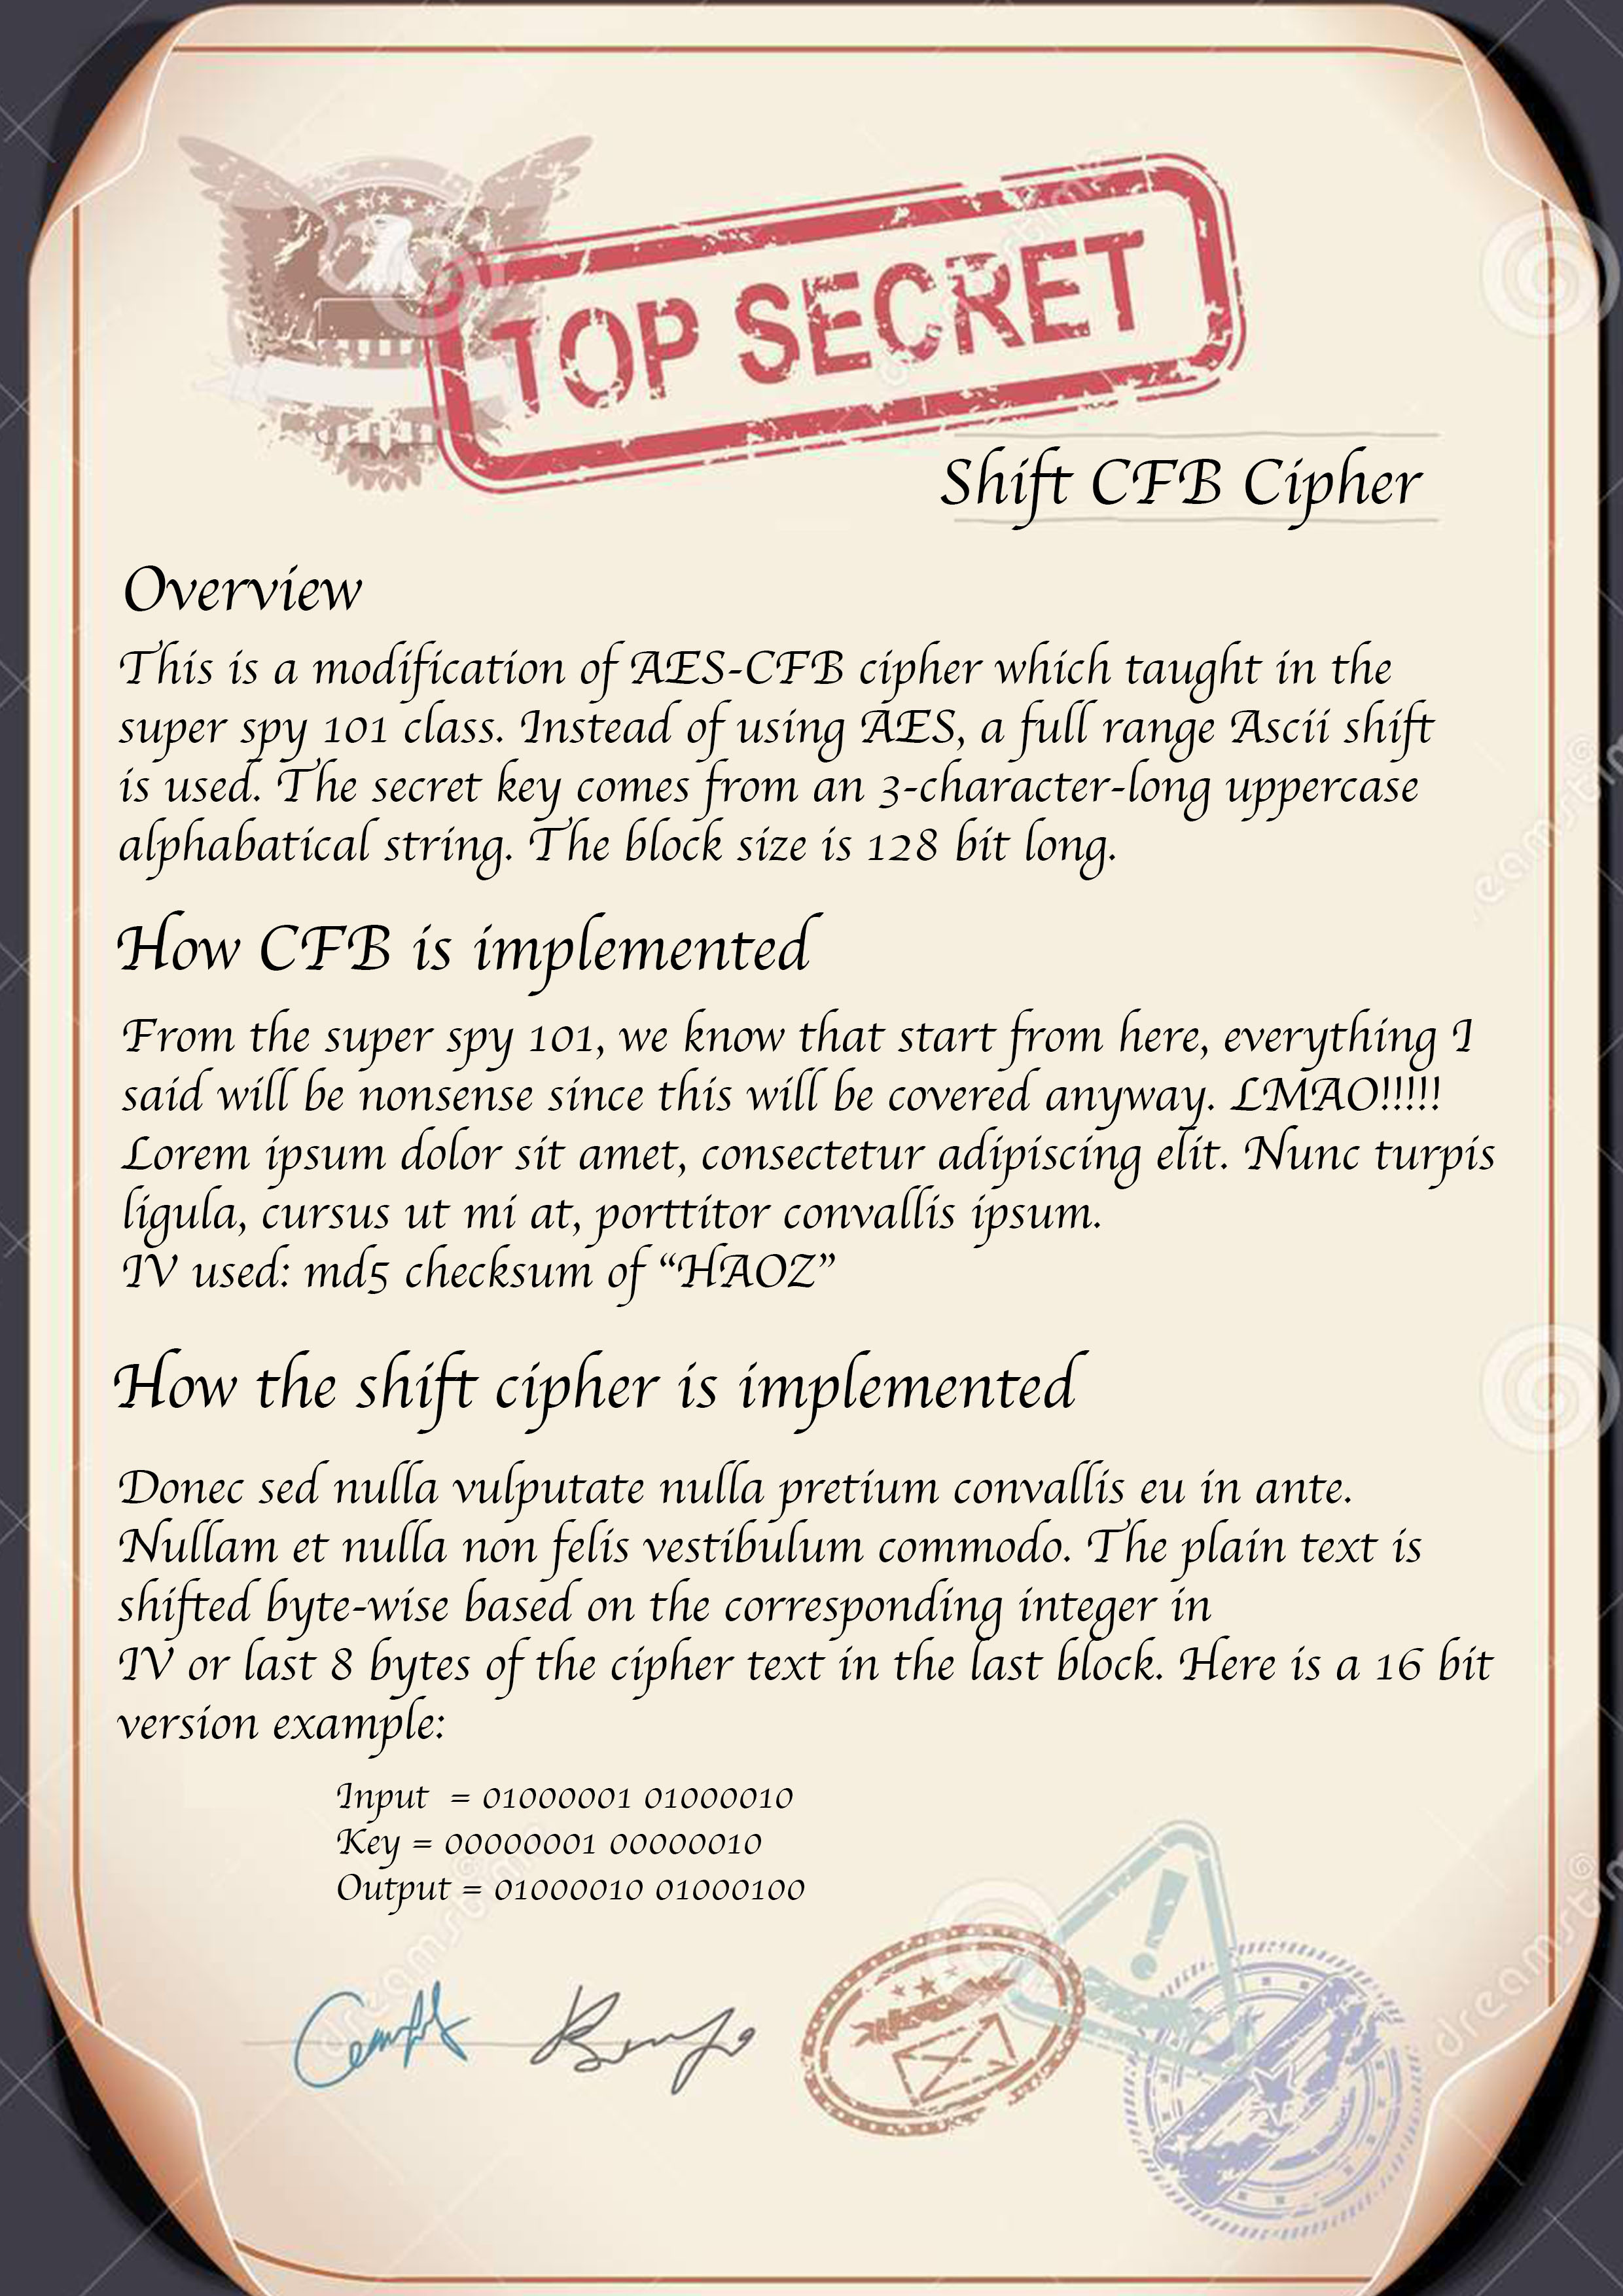 TOP SECRET
Shift CFB Cipher
Overview
This is a modification of AES-CFB cipher which taught in the
super spy 101 class. Instead of using AES, a full range Ascii shift
is used. The secret key comes from an 3-character-long uppercase
alphabatical string. The block size is 128 bit long.
How CFB is implemented
From the super spy 101, we know that start from here, everything I
said will be nonsense since this will be covered anyway. LMAO!!!!!
Lorem ipsum dolor sit amet, consectetur adipiscing elit. Nunc turpis
ligula, cursus ut mi at, porttitor convallis ipsum.
IV used: md5 checksum of “HAOZ”
How the shift cipher is implemented
Donec sed nulla vulputate nulla pretium convallis eu in ante.
Nullam et nulla non felis vestibulum commodo. The plain text is
shifted byte-wise based on the corresponding integer in
IV or last 8 bytes of the cipher text in the last block. Here is a 16 bit
version example:
Input = 01000001 01000010
Key = 00000001 00000010
Output = 01000010 01000100